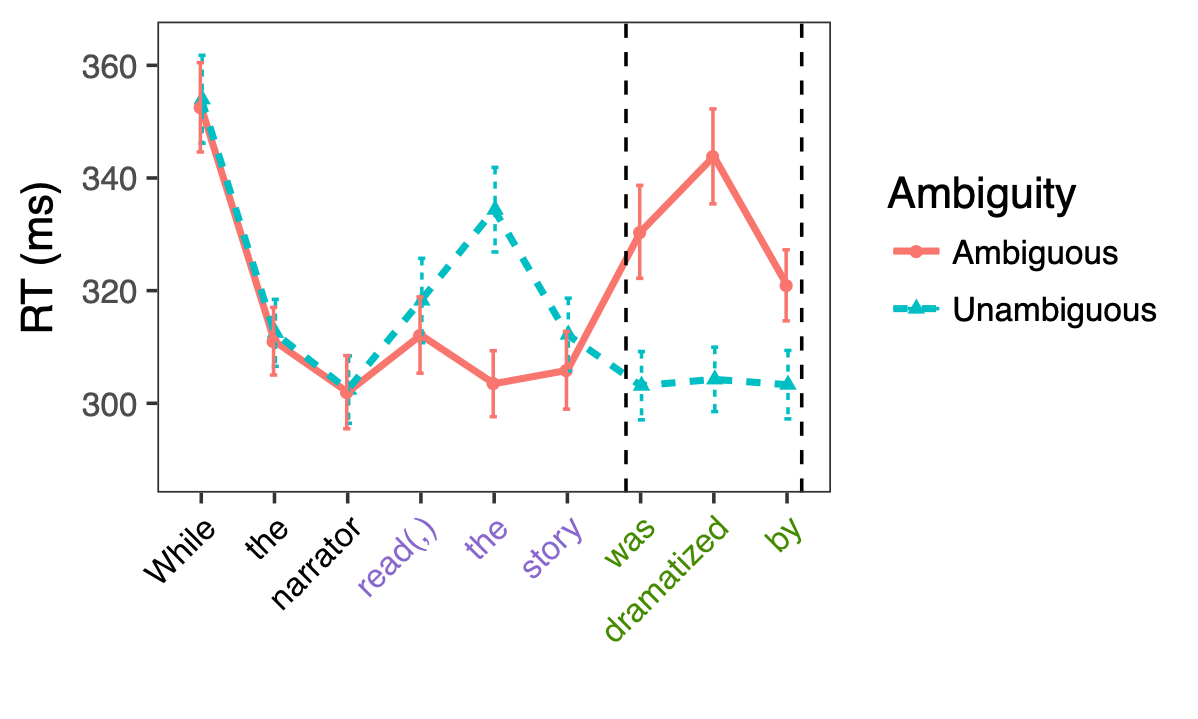 RT (ms)
360
340
320
300
While
the
narrator
read(,)
the
story
was
dramatized
by
Ambiguity
Ambiguous
Unambiguous